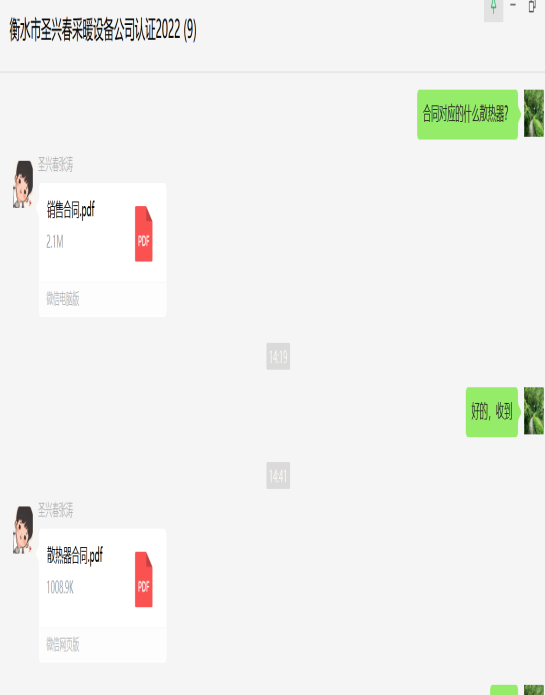 衡水市圣兴春采暖设备公司认证2022 (9)
合同对应的什么散热器?
圣兴春张涛
销售合同.pdf
2.1M
PDF
微信电脑版
14:19
好的，收到
14:41
圣兴春张涛
散热器合同.pdf
1008.9K
PDF
微信网页版